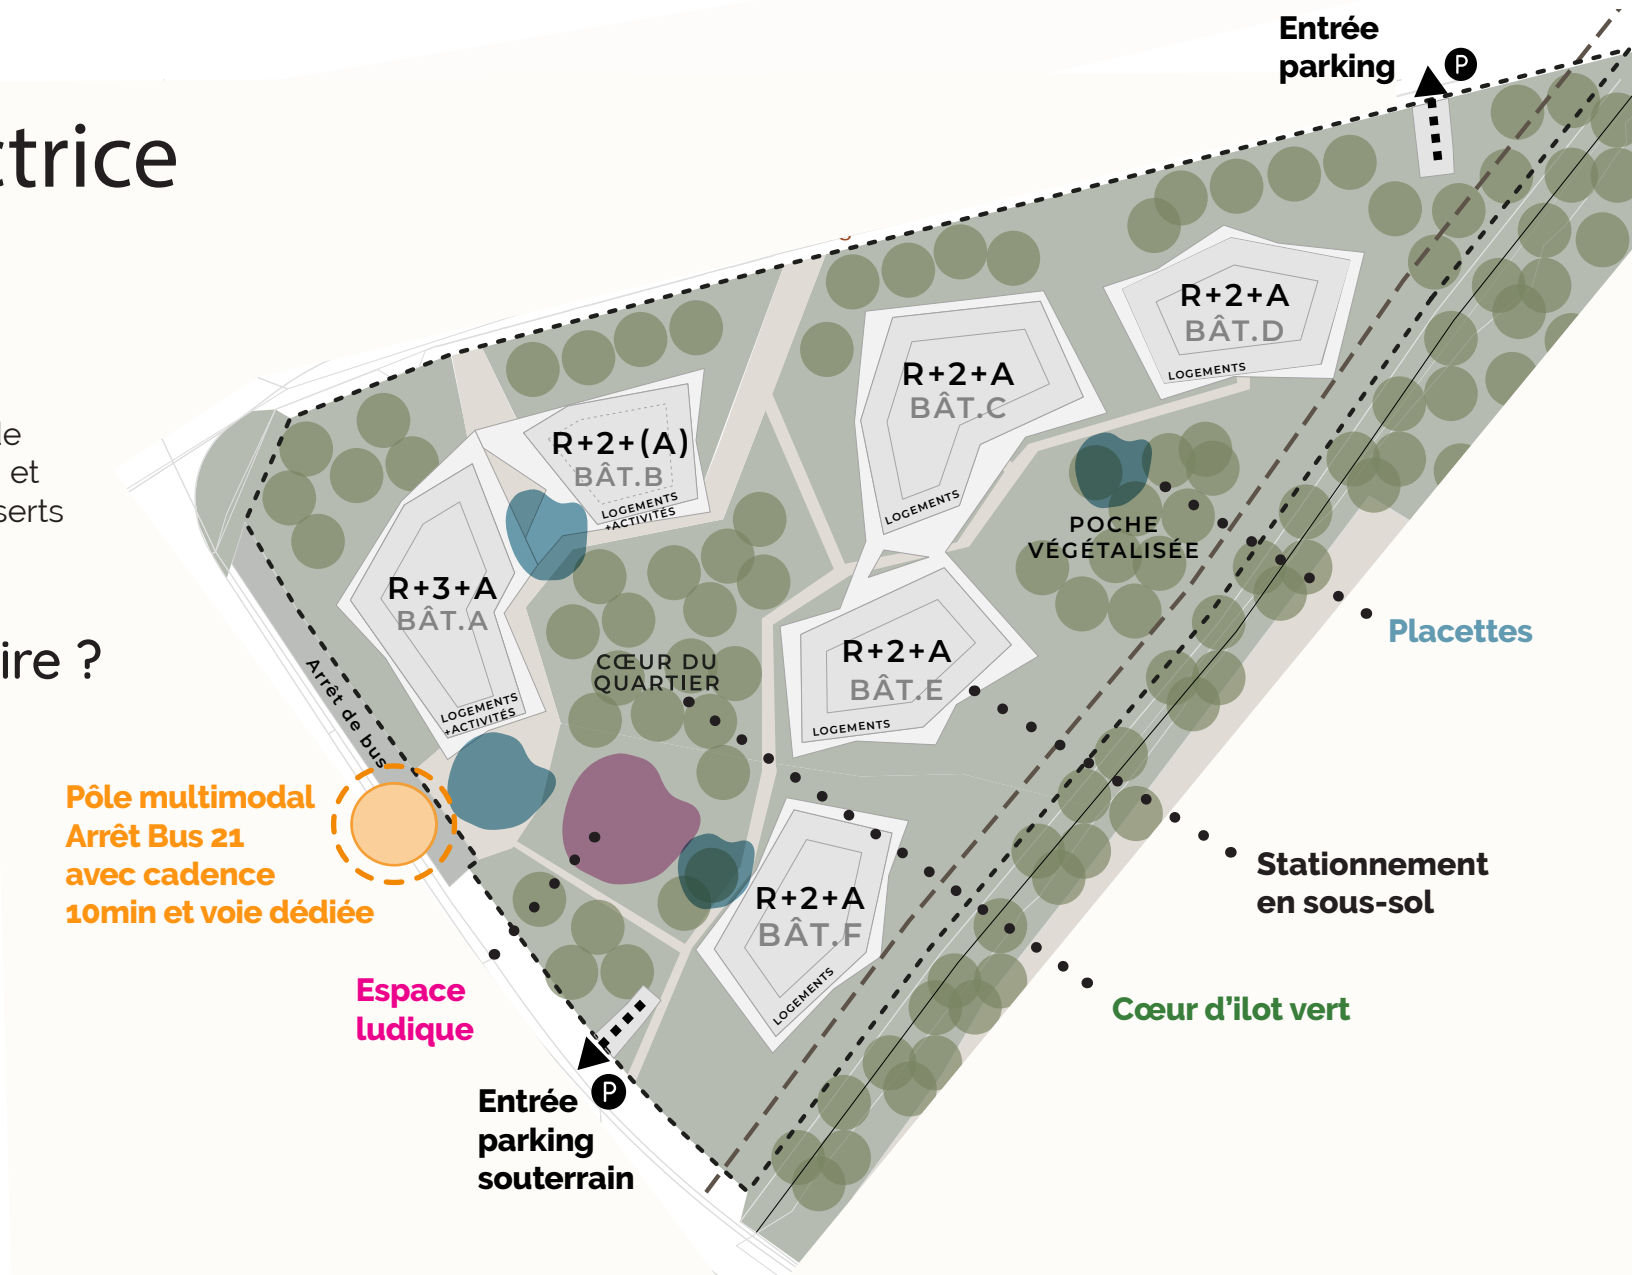 Entrée
parking
P
ctrice
de
et
serts
ire ?
R+2+A
BÂT.D
LOGEMENTS
R+2+A
BÂT.C
LOGEMENTS
R+2+(A)
BÂT.B
LOGEMENTS
+ACTIVITÉS
R+3+A
BÂT.A
LOGEMENTS
+ACTIVITÉS
POCHE
VÉGÉTALISÉE
CŒUR DU
QUARTIER
R+2+A
BÂT.E
LOGEMENTS
Placettes
Arrêt de bus
Pôle multimodal
Arrêt Bus 21
avec cadence
10min et voie dédiée
R+2+A
BÂT.F
LOGEMENTS
Stationnement
en sous-sol
Espace
ludique
Cœur d'ilot vert
Entrée
parking
souterrain
P